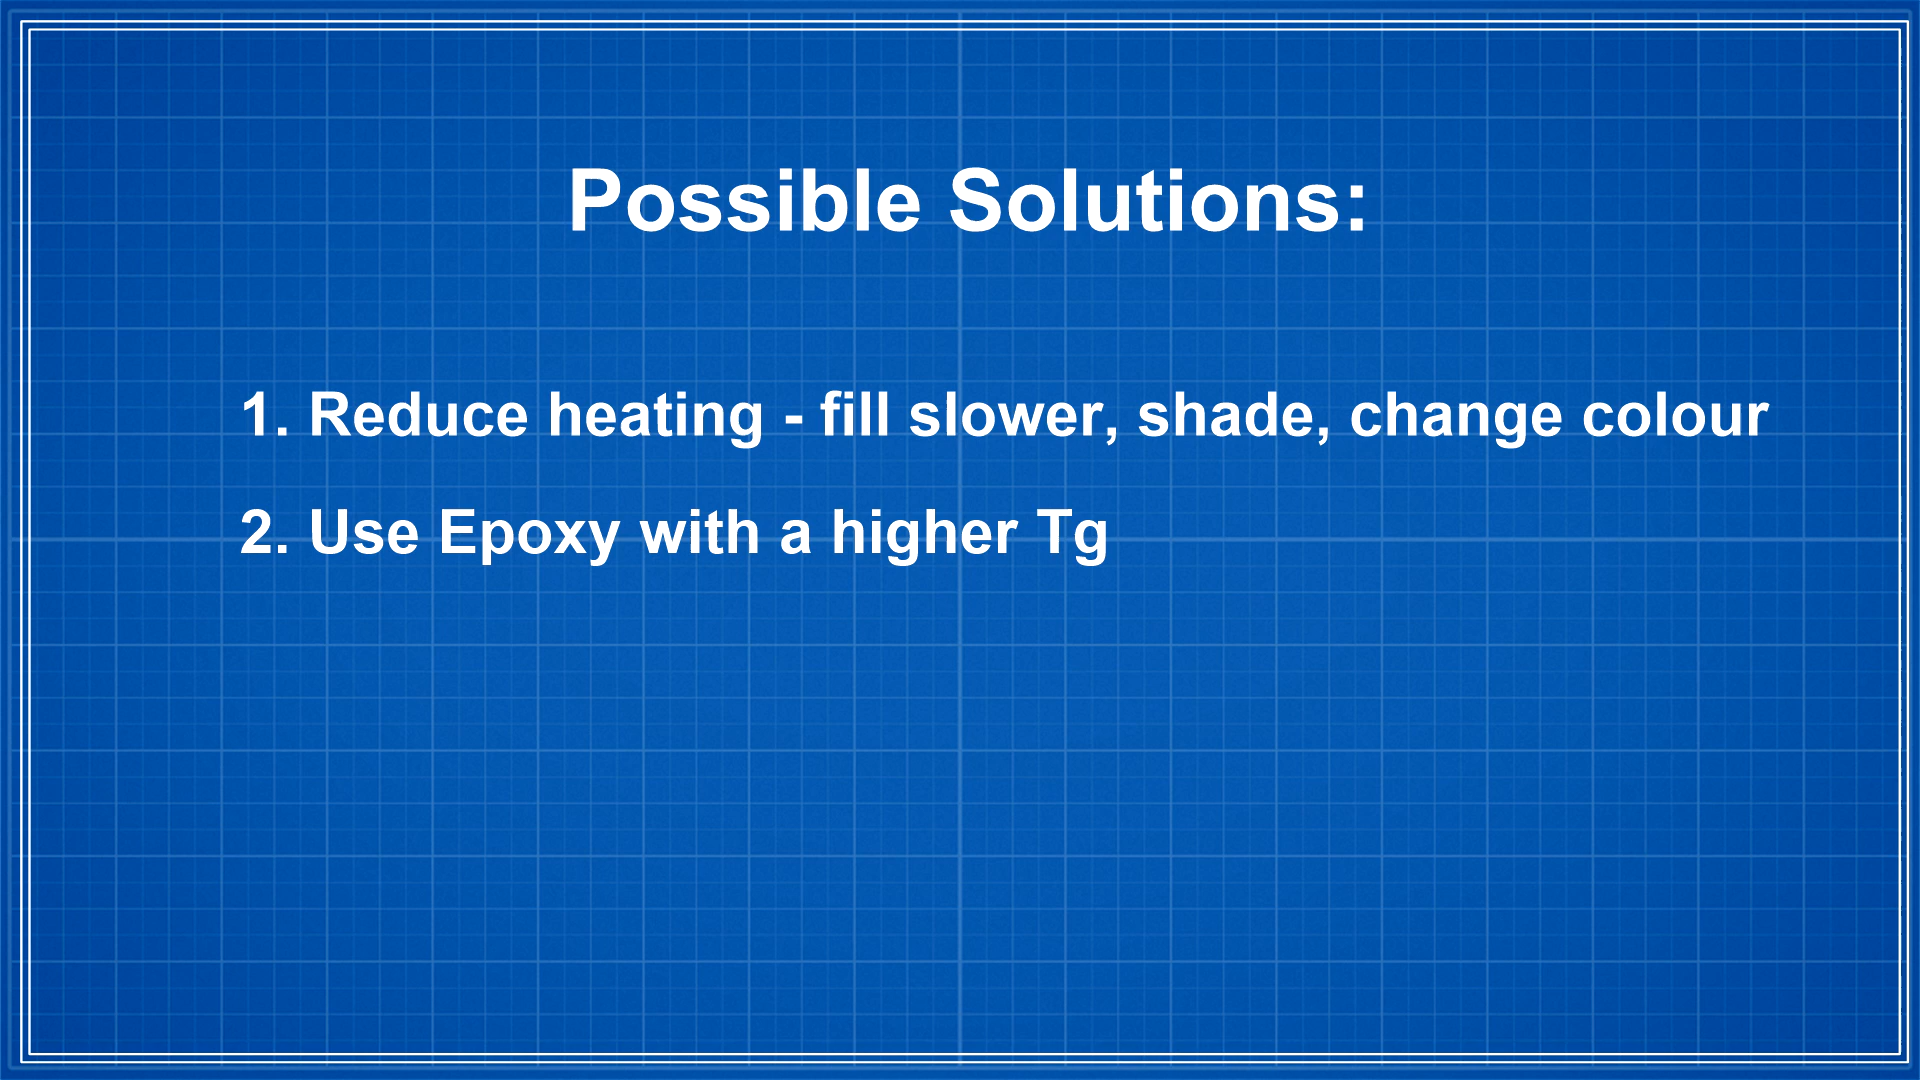 Possible Solutions:
1. Reduce heating - fill slower, shade, change colour
2. Use Epoxy with a higher Tg